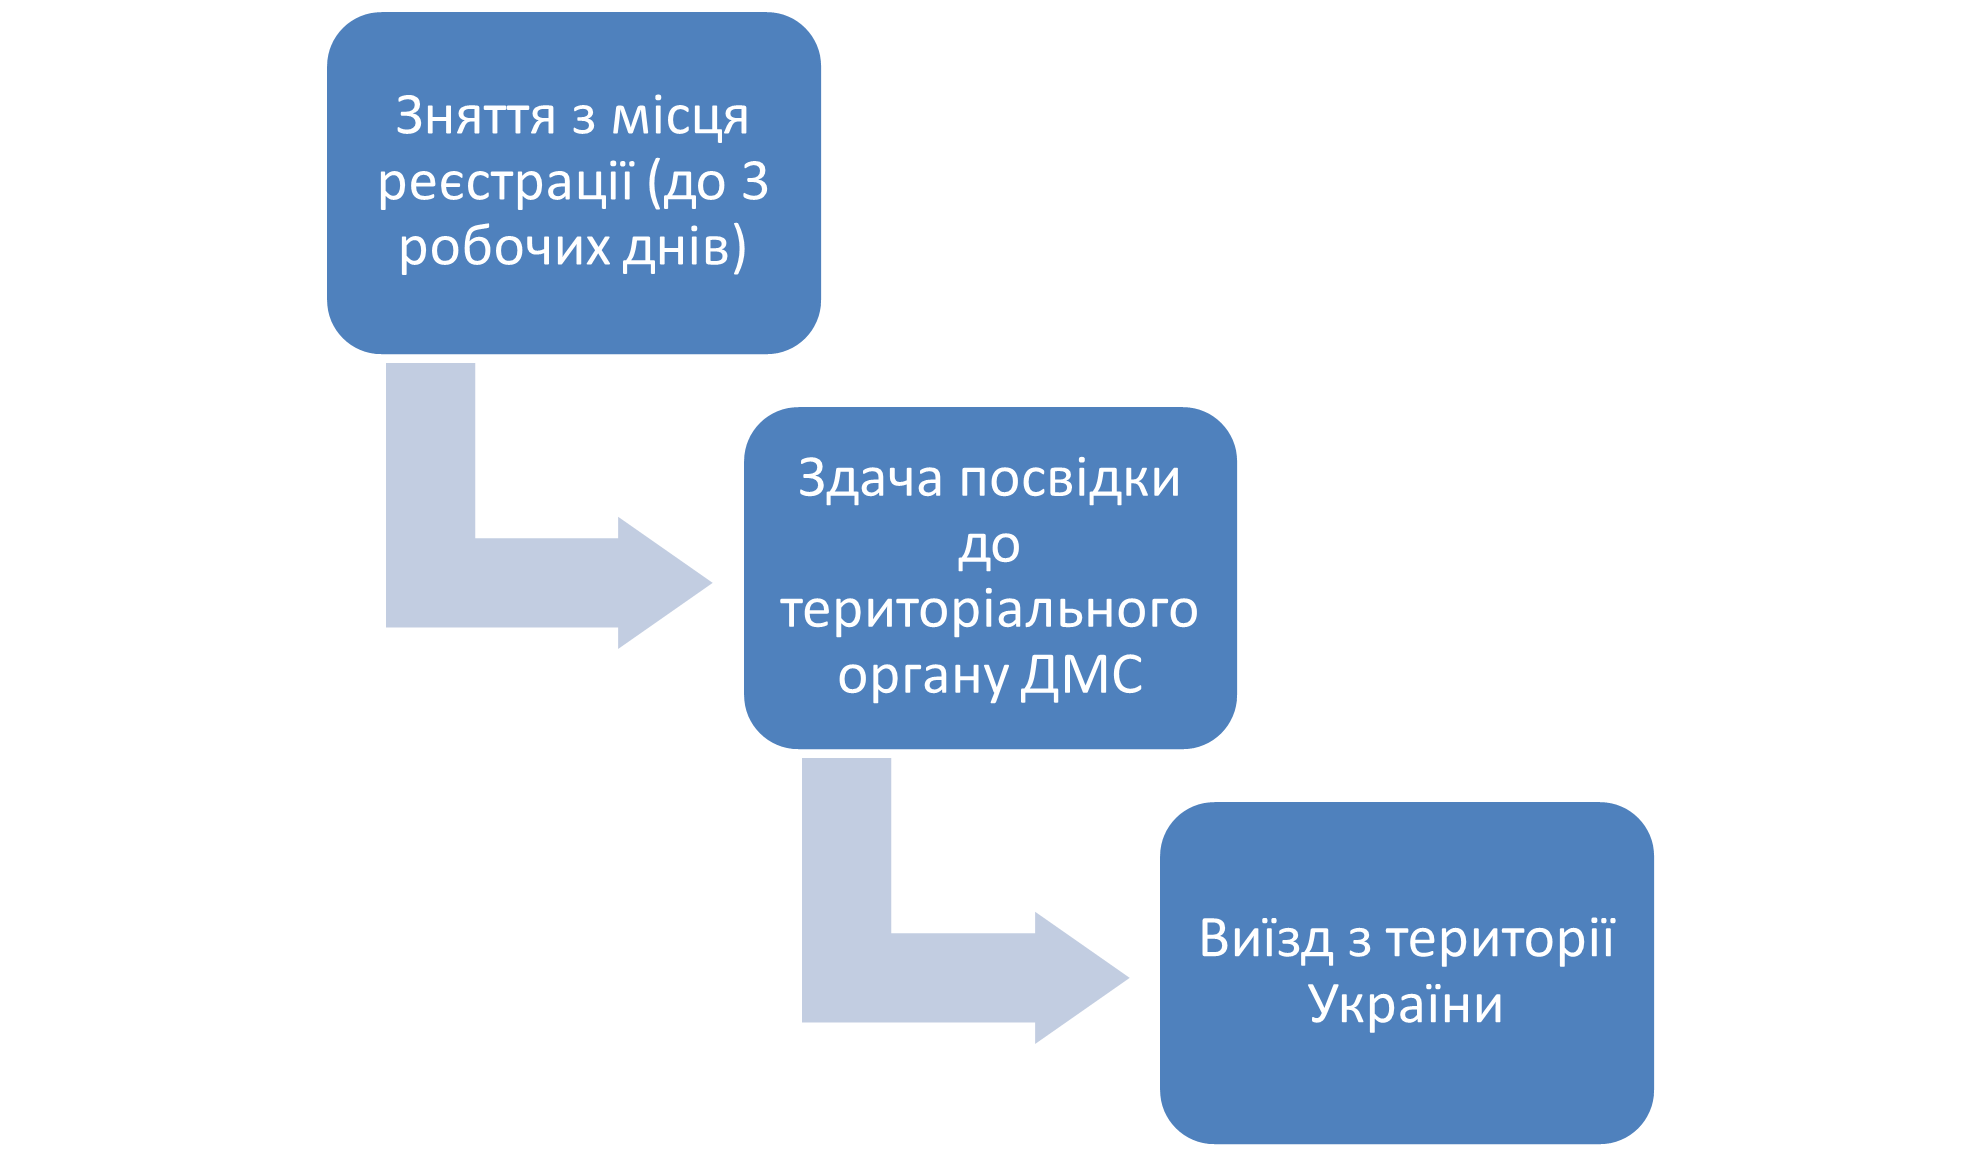 Зняття з місця
реєстрації (до 3
робочих днів)
Здача посвідки
до
територіального
органу ДМС
Виїзд з території
України